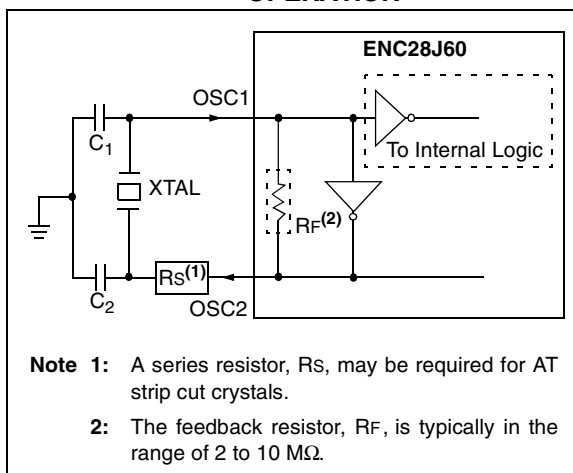 OPERATION
ENC28J60
OSC1
C1
To Internal Logic
XTAL
RF(2)
RS(1)
C2
OSC2
Note 1: A series resistor, RS, may be required for AT
strip cut crystals.
2: The feedback resistor, RF, is typically in the
range of 2 to 10 MΩ.